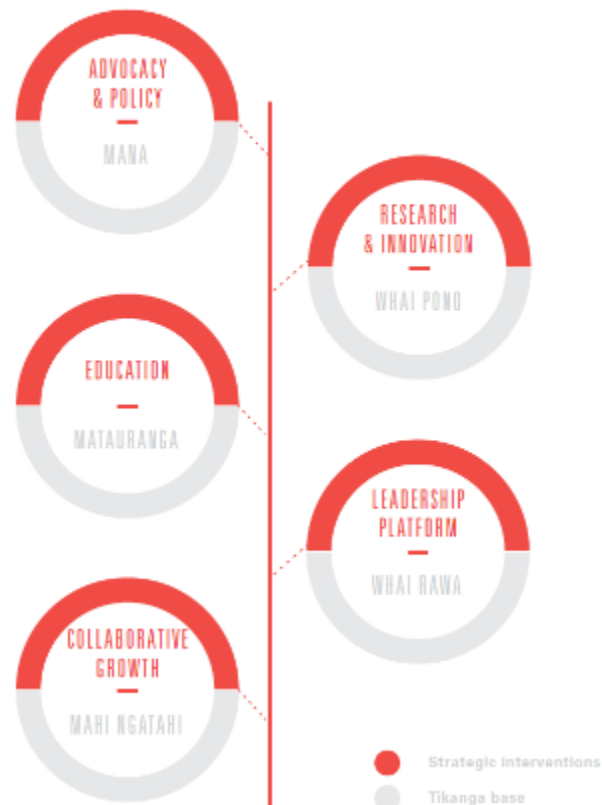 ADVOCACY
& POLICY
MANA
RESEARCH
& INNOVATION
WHAI PONO
EDUCATION
MATAURANGA
LEADERSHIP
PLATFORM
WHAI RAWA
COLLABORATIVE
GROWTH
MAHI NGATAHI
Strategic interventions
Tikanga base